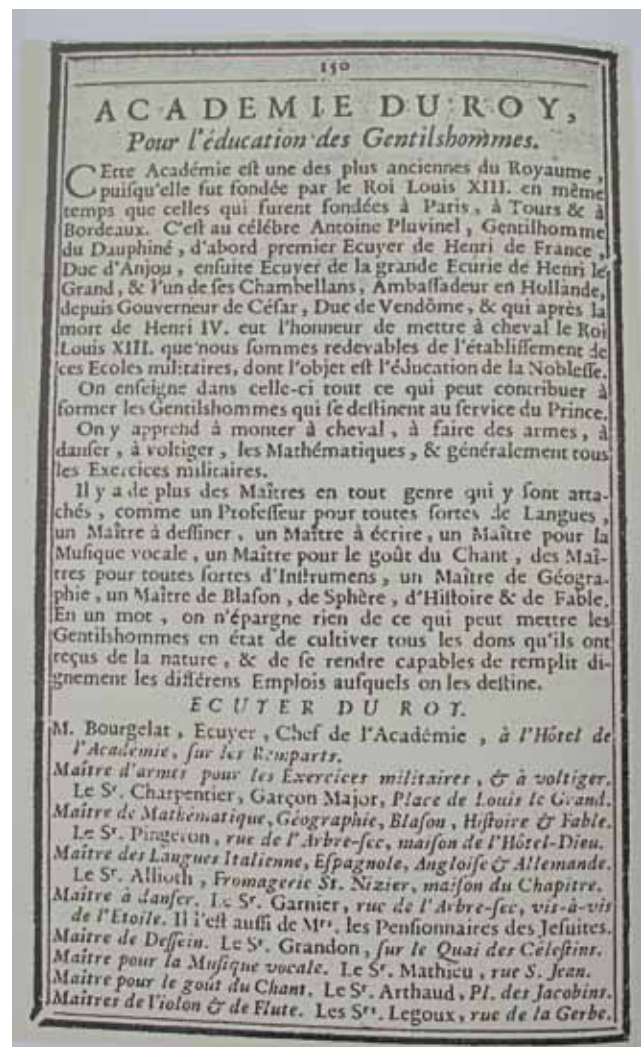 150
ACADEMIE DU ROY,
Pour l'éducation des Gentilshommes.
CEtte Académie eſt une des plus anciennes du Royaume,
puiſqu'elle fut fondée par le Roi Louis XIII. en même
temps que celles qui furent fondées à Paris, à Tours & à
Bordeaux. C'eſt au célébre Antoine Pluvinel, Gentilhomme
du Dauphiné, d'abord premier Ecuyer de Henri de France,
Duc d'Anjou, enſuite Ecuyer de la grande Ecurie de Henri le
Grand, & l'un de ſes Chambellans, Ambaſſadeur en Hollande,
depuis Gouverneur de Céſar, Duc de Vendôme, & qui après la
mort de Henri IV. eut l'honneur de mettre à cheval le Roi
Louis XIII. que nous ſommes redevables de l'établiſſement de
ces Ecoles militaires, dont l'objet eſt l'éducation de la Nobleſſe.
On enſeigne dans celle-ci tout ce qui peut contribuer à
former les Gentilshommes qui ſe deſtinent au ſervice du Prince.
On y apprend à monter à cheval, à faire des armes, à
danſer, à voltiger, les Mathématiques, & généralement tous
les Exercices militaires.
Il y a de plus des Maîtres en tout genre qui y ſont atta-
chés, comme un Profeſſeur pour toutes ſortes de Langues,
un Maître à deſſiner, un Maître à écrire, un Maître pour la
Muſique vocale, un Maître pour le goût du Chant, des Maî-
tres pour toutes ſortes d'Inſtrumens, un Maître de Géogra-
phie, un Maître de Blaſon, de Sphère, d'Hiſtoire & de Fable.
En un mot, on n'épargne rien de ce qui peut mettre les
Gentilshommes en état de cultiver tous les dons qu'ils ont
reçus de la nature, & de ſe rendre capables de remplir di-
gnement les différens Emplois auſquels on les deſtine.
ECUYER DU ROY.
M. Bourgelat, Ecuyer, Chef de l'Académie, à l'Hôtel de
l'Académie, ſur les Remparts.
Maître d'armes pour les Exercices militaires, & à voltiger.
Le Sr. Charpentier, Garçon Major, Place de Louis le Grand.
Maître de Mathématique, Géographie, Blaſon, Hiſtoire & Fable.
Le Sr. Pingeron, rue de l'Arbre-ſec, maiſon de l'Hôtel-Dieu.
Maître des Langues Italienne, Eſpagnole, Angloiſe & Allemande.
Le Sr. Allioth, Fromagerie St. Nizier, maiſon du Chapitre.
Maître à danſer. Le Sr. Garnier, rue de l'Arbre-ſec, vis-à-vis
de l'Etoile. Il l'eſt auſſi de Mrs. les Penſionnaires des Jeſuites.
Maître de Deſſein. Le Sr. Grandon, ſur le Quai des Céleſtins.
Maître pour la Muſique vocale. Le Sr. Mathieu, rue S. Jean.
Maître pour le goût du Chant. Le Sr. Arthaud, Pl. des Jacobins.
Maîtres de Violon & de Flute. Les Srs. Legoux, rue de la Gerbe.